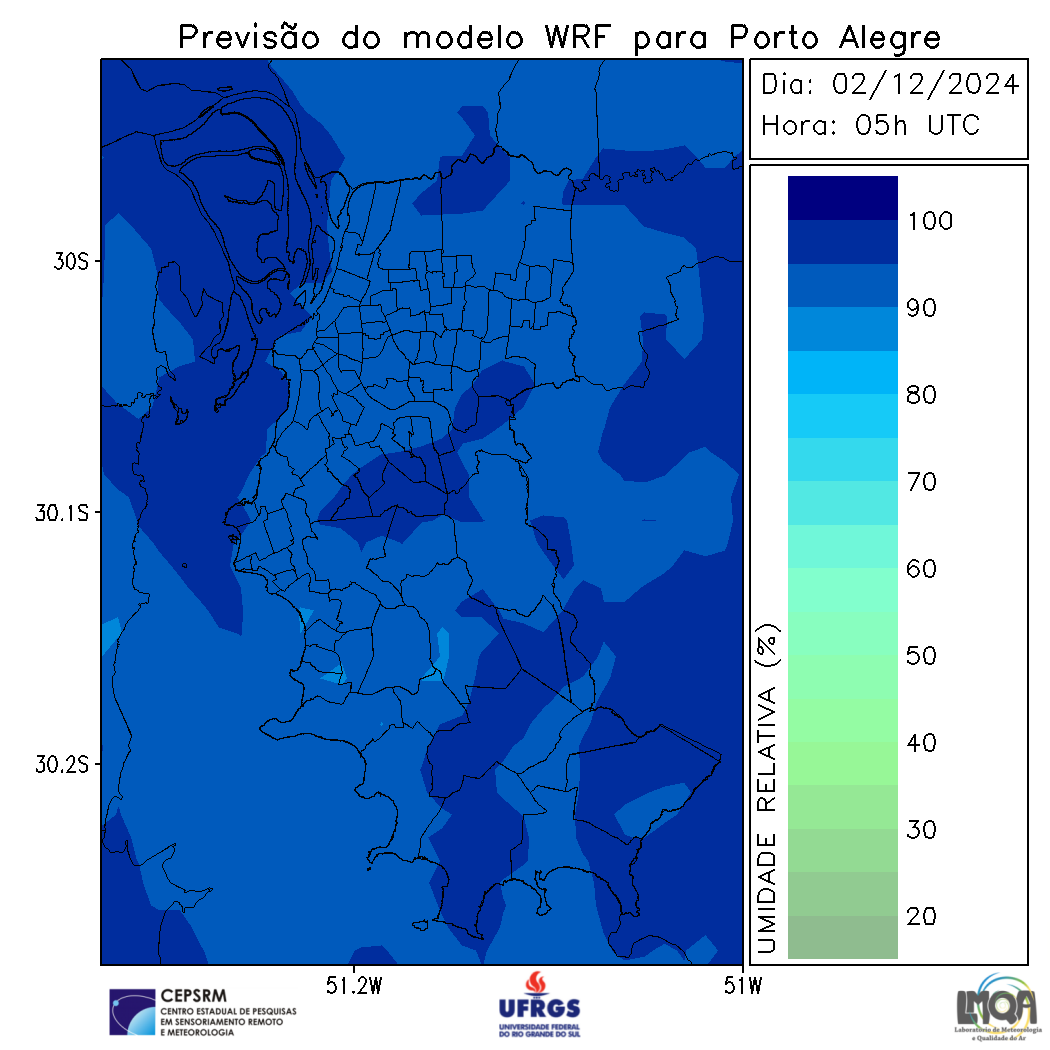 Previsão do modelo WRF para Porto Alegre
Dia: 02/12/2024
Hora: 05h UTC
100
90
80
70
60
50
40
30
20
UMIDADE RELATIVA (%)
30S
30.1S
30.2S
51.2W
51W
CEPSRM
CENTRO ESTADUAL DE PESQUISAS
EM SENSORIAMENTO REMOTO
E METEOROLOGIA
UFRGS
UNIVERSIDADE FEDERAL
DO RIO GRANDE DO SUL
LMQA
Laboratório de Meteorologia
e Qualidade do Ar